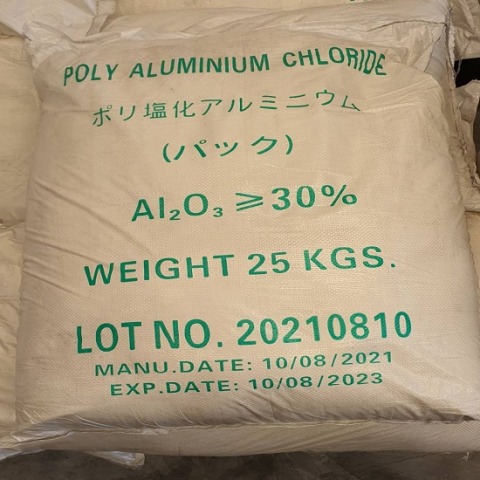 POLY ALUMINIUM CHLORIDE
ポリ塩化アルミニウム
(パック)
Al₂O₃ ⩾30%
WEIGHT 25 KGS.
LOT NO. 20210810
MANU.DATE: 10/08/2021
EXP.DATE: 10/08/2023